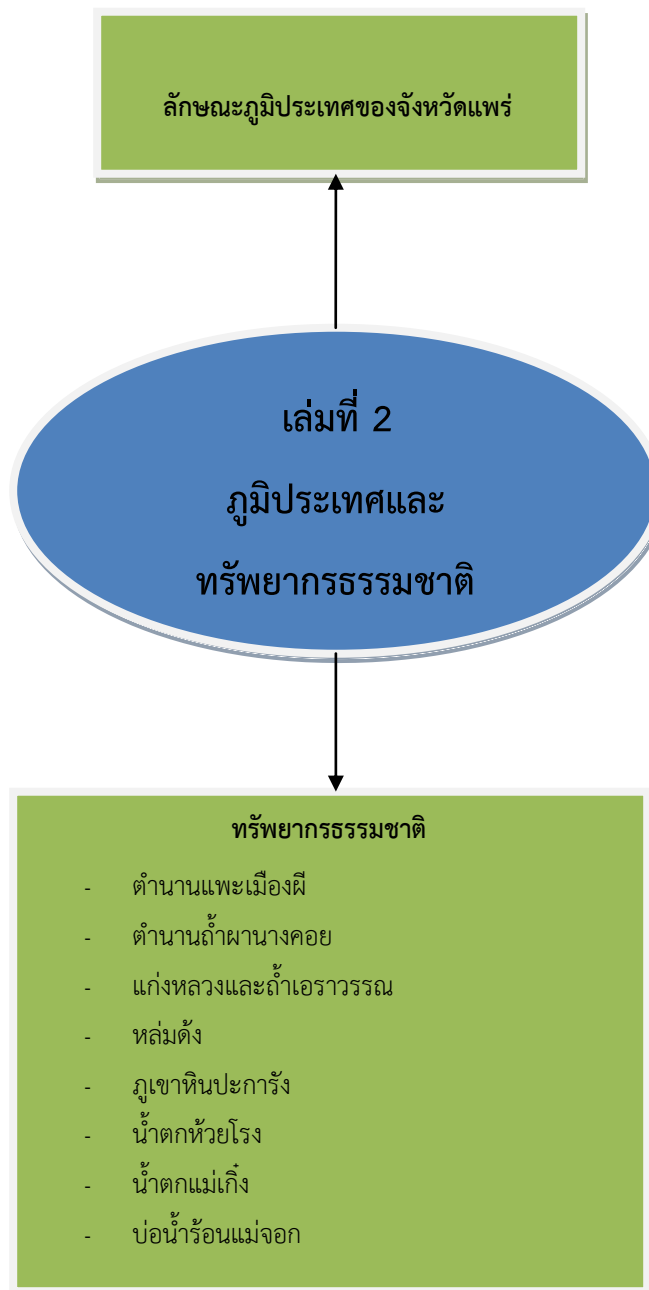 ลักษณะภูมิประเทศของจังหวัดแพร่
เล่มที่ 2
ภูมิประเทศและ
ทรัพยากรธรรมชาติ
ทรัพยากรธรรมชาติ
- ตำนานแพะเมืองผี
- ตำนานถ้ำผานางคอย
- แก่งหลวงและถ้ำเอราวรรณ
- หล่มด้ง
- ภูเขาหินปะการัง
- น้ำตกห้วยโรง
- น้ำตกแม่เกิ๋ง
- บ่อน้ำร้อนแม่จอก